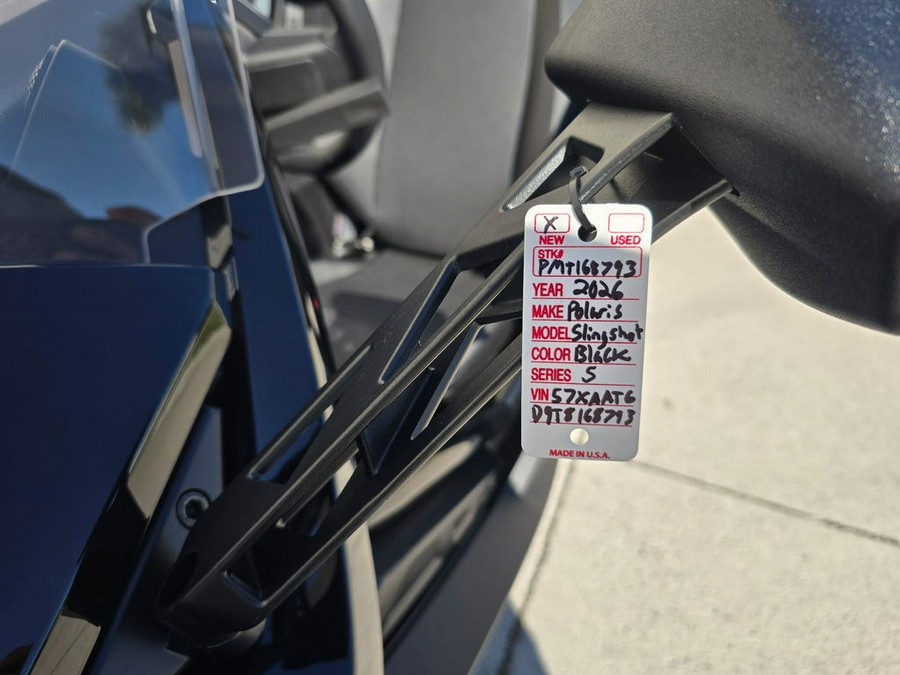 X
NEW USED
STK#
PMT168793
YEAR 2026
MAKE Polaris
MODEL Slingshot
COLOR Black
SERIES S
VIN 57XAAT6
D9T8168793
MADE IN U.S.A.